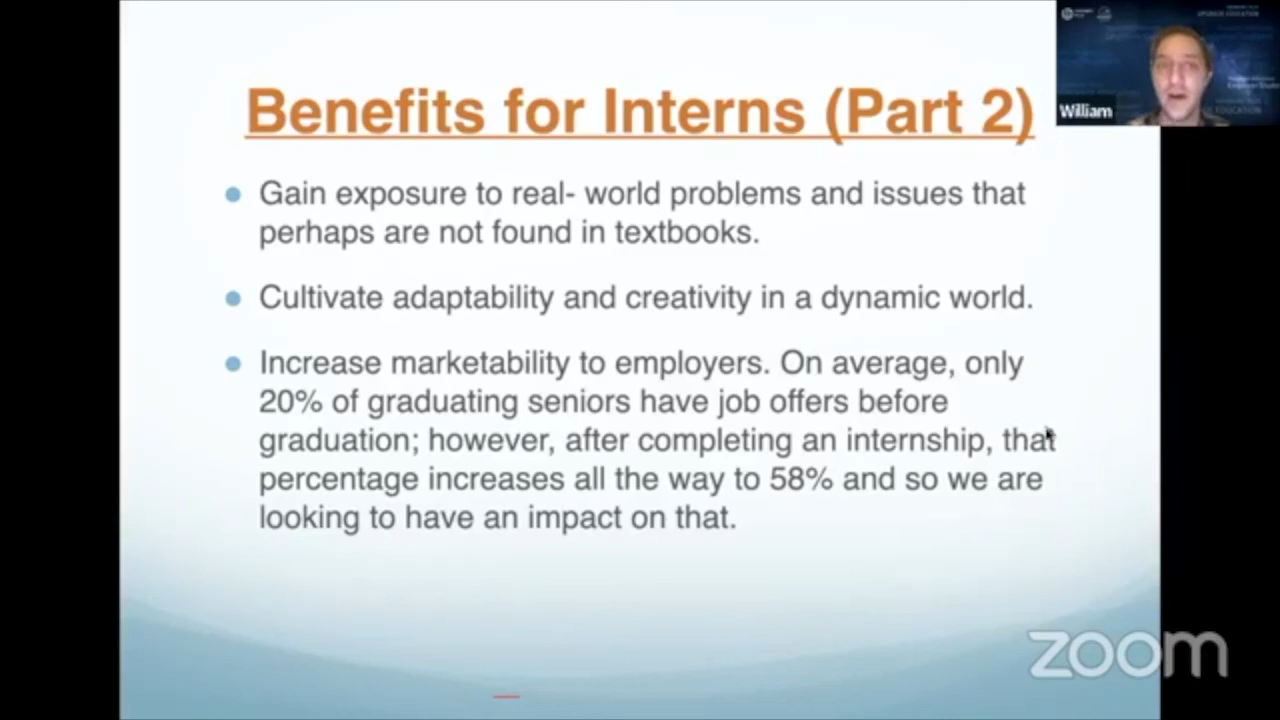 Benefits for Interns (Part 2)
Gain exposure to real- world problems and issues that
perhaps are not found in textbooks.
Cultivate adaptability and creativity in a dynamic world.
Increase marketability to employers. On average, only
20% of graduating seniors have job offers before
graduation; however, after completing an internship, that
percentage increases all the way to 58% and so we are
looking to have an impact on that.
UPGRADE EDUCATION
William
zoom